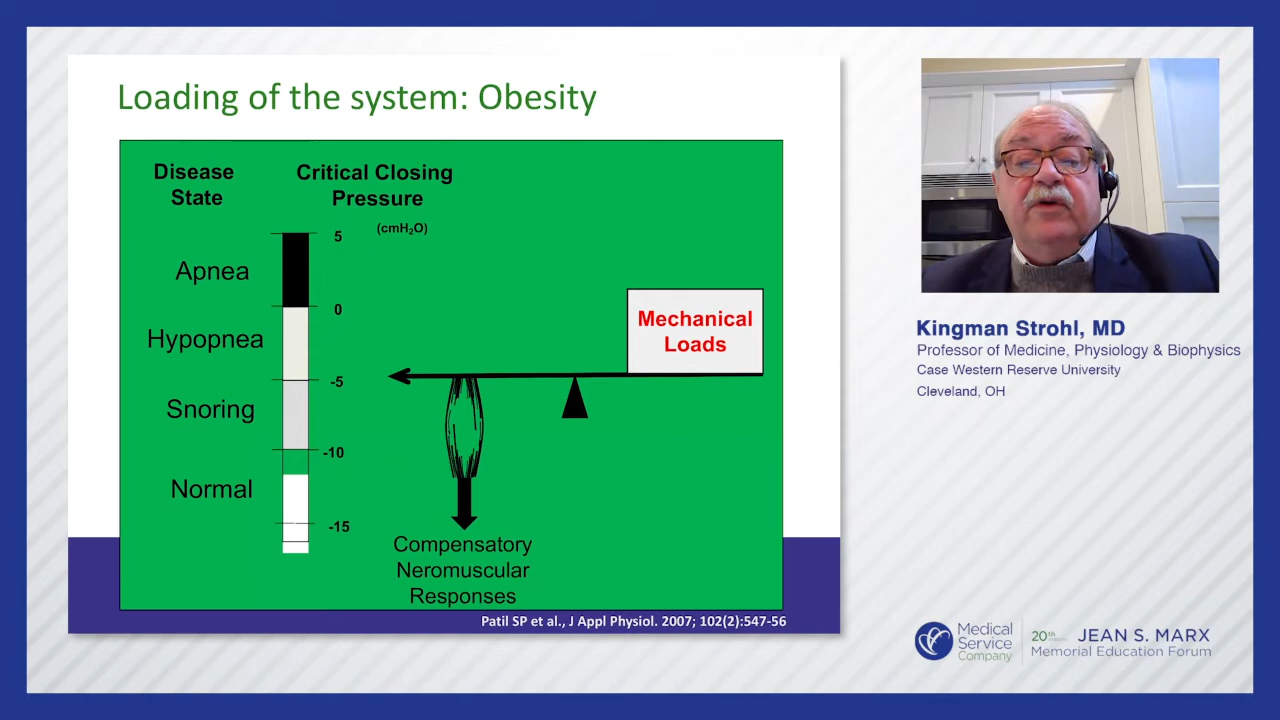 Loading of the system: Obesity
Disease
State
Critical Closing
Pressure
(cmH₂O)
5
Apnea
0
Hypopnea
-5
Snoring
-10
Normal
-15
Mechanical
Loads
Compensatory
Neromuscular
Responses
Patil SP et al., J Appl Physiol. 2007; 102(2):547-56
Kingman Strohl, MD
Professor of Medicine, Physiology & Biophysics
Case Western Reserve University
Cleveland, OH
Medical
Service
Company
20th
JEAN S. MARX
Memorial Education Forum